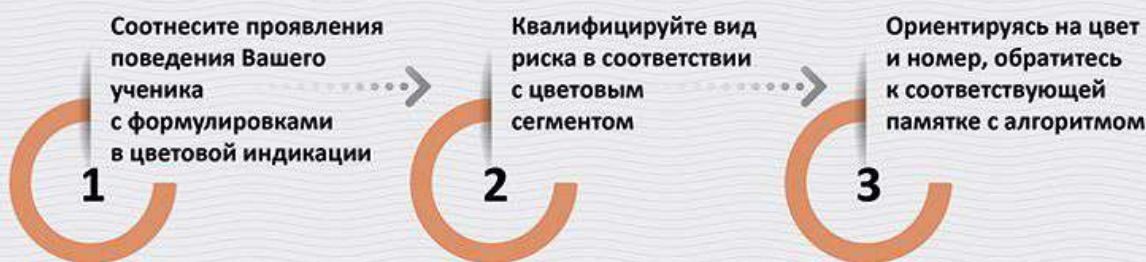 Соотнесите проявления
поведения Вашего
ученика
с формулировками
в цветовой индикации
1
Квалифицируйте вид
риска в соответствии
с цветовым
сегментом
2
Ориентируясь на цвет
и номер, обратитесь
к соответствующей
памятке с алгоритмом
3